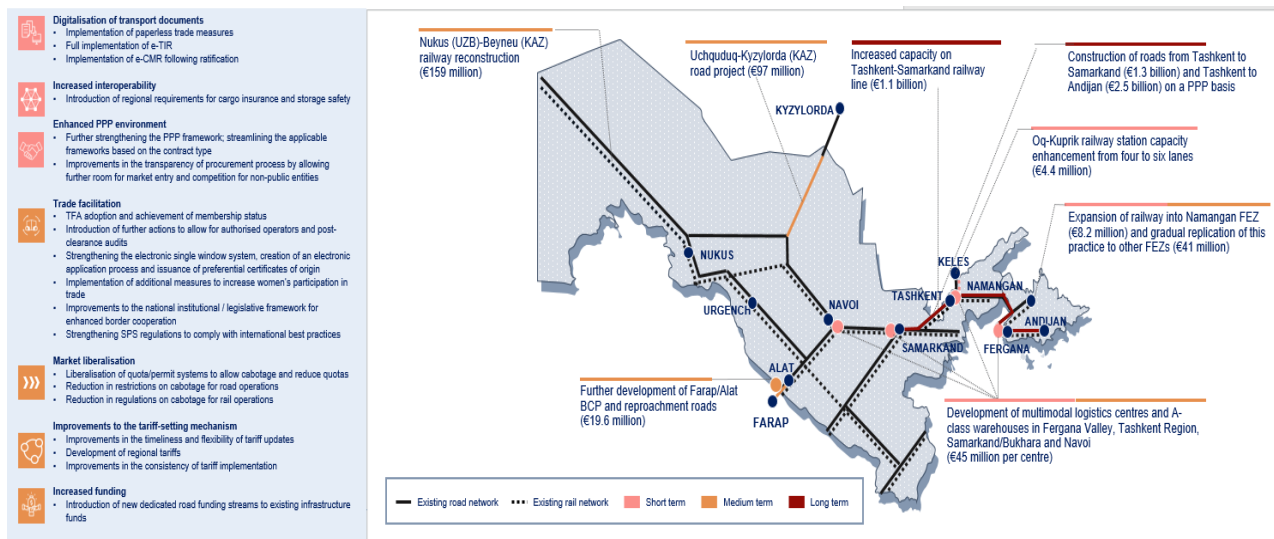 Digitalisation of transport documents
• Implementation of paperless trade measures
• Full implementation of e-TIR
• Implementation of e-CMR following ratification
Increased interoperability
• Introduction of regional requirements for cargo insurance and storage safety
Enhanced PPP environment
• Further strengthening the PPP framework; streamlining the applicable
frameworks based on the contract type
• Improvements in the transparency of procurement process by allowing
further room for market entry and competition for non-public entities
Trade facilitation
• TFA adoption and achievement of membership status
• Introduction of further actions to allow for authorised operators and post-
clearance audits
• Strengthening the electronic single window system, creation of an electronic
application process and issuance of preferential certificates of origin
• Implementation of additional measures to increase women's participation in
trade
• Improvements to the national institutional / legislative framework for
enhanced border cooperation
• Strengthening SPS regulations to comply with international best practices
Market liberalisation
• Liberalisation of quota/permit systems to allow cabotage and reduce quotas
• Reduction in restrictions on cabotage for road operations
• Reduction in regulations on cabotage for rail operations
Improvements to the tariff-setting mechanism
• Improvements in the timeliness and flexibility of tariff updates
• Development of regional tariffs
• Improvements in the consistency of tariff implementation
Increased funding
• Introduction of new dedicated road funding streams to existing infrastructure
funds
Nukus (UZB)-Beyneu (KAZ)
railway reconstruction
(€159 million)
Uchquduq-Kyzylorda (KAZ)
road project (€97 million)
Increased capacity on
Tashkent-Samarkand railway
line (€1.1 billion)
Construction of roads from Tashkent to
Samarkand (€1.3 billion) and Tashkent to
Andijan (€2.5 billion) on a PPP basis
Oq-Kuprik railway station capacity
enhancement from four to six lanes
(€4.4 million)
Expansion of railway into Namangan FEZ
(€8.2 million) and gradual replication of this
practice to other FEZs (€41 million)
KYZYLORDA
NUKUS
URGENCH
NAVOI
KELES
TASHKENT
NAMANGAN
ANDIJAN
FERGANA
SAMARKAND
ALAT
FARAP
Further development of Farap/Alat
BCP and reproachment roads
(€19.6 million)
Development of multimodal logistics centres and A-
class warehouses in Fergana Valley, Tashkent Region,
Samarkand/Bukhara and Navoi
(€45 million per centre)
Existing road network
Existing rail network
Short term
Medium term
Long term